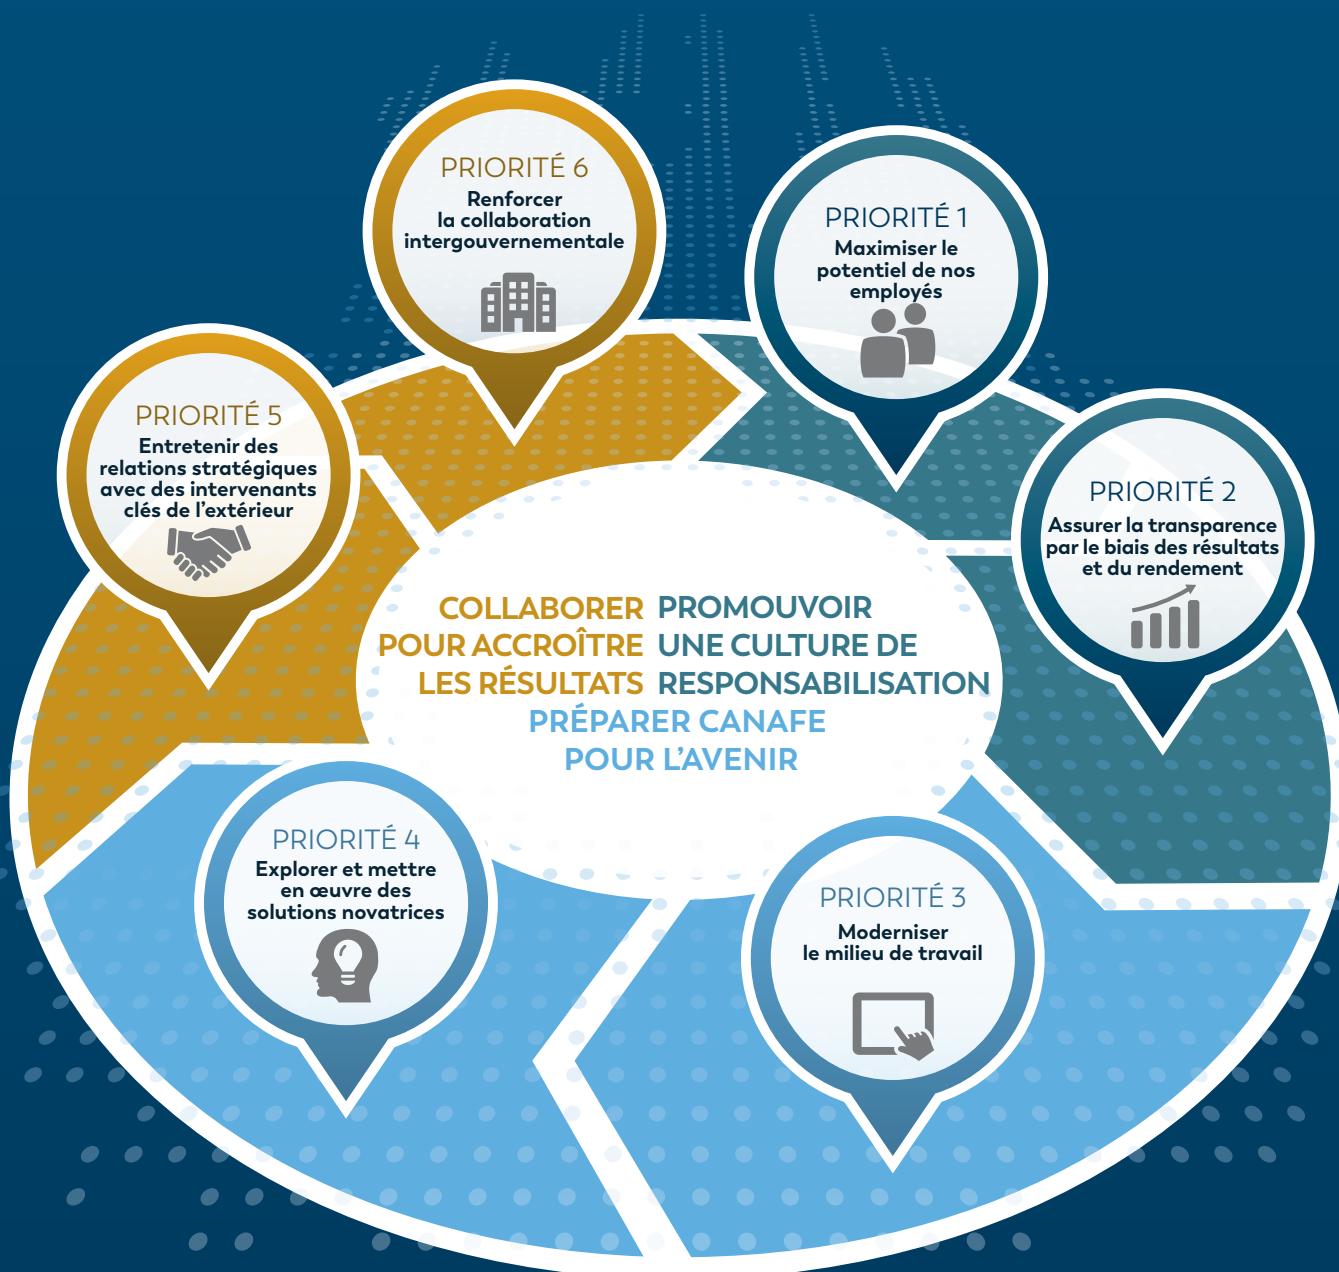 PRIORITÉ 6
Renforcer
la collaboration
intergouvernementale
PRIORITÉ 1
Maximiser le
potentiel de nos
employés
PRIORITÉ 5
Entretenir des
relations stratégiques
avec des intervenants
clés de l'extérieur
PRIORITÉ 2
Assurer la transparence
par le biais des résultats
et du rendement
COLLABORER
POUR ACCROÎTRE
LES RÉSULTATS
PROMOUVOIR
UNE CULTURE DE
RESPONSABILISATION
PRÉPARER CANAFE
POUR L'AVENIR
PRIORITÉ 4
Explorer et mettre
en œuvre des
solutions novatrices
PRIORITÉ 3
Moderniser
le milieu de travail